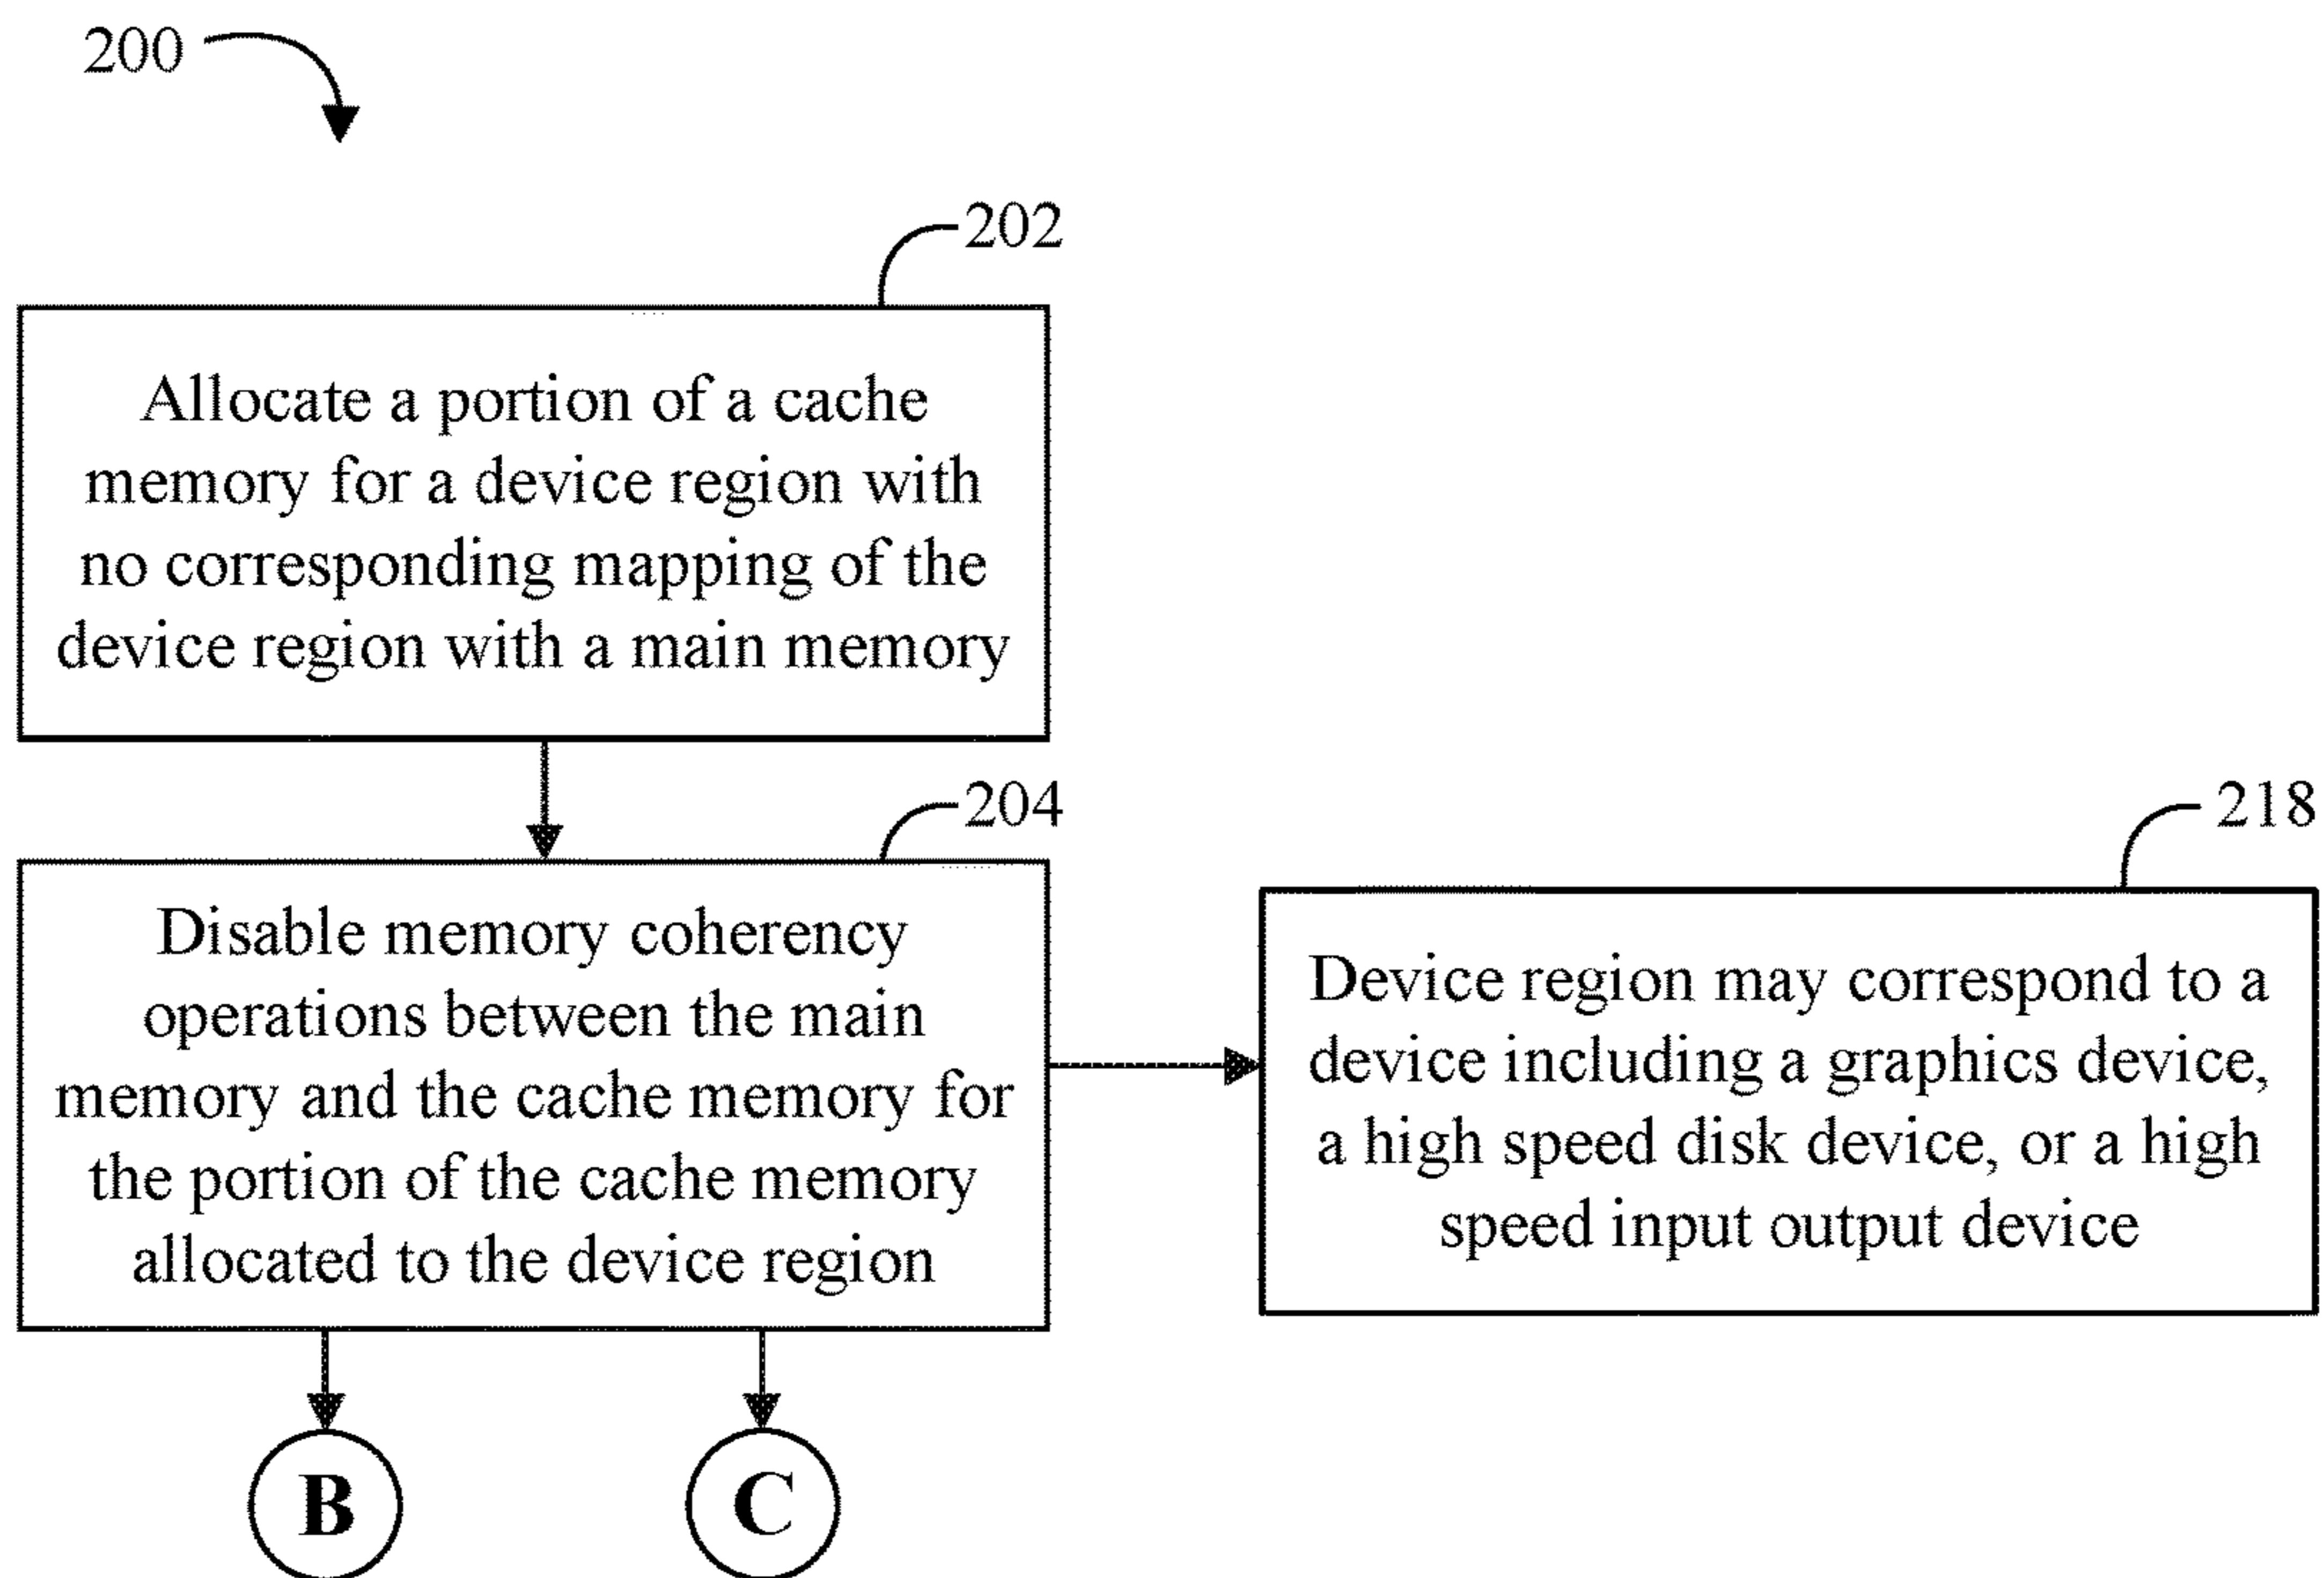 200
202
Allocate a portion of a cache
memory for a device region with
no corresponding mapping of the
device region with a main memory
204
Disable memory coherency
operations between the main
memory and the cache memory for
the portion of the cache memory
allocated to the device region
218
Device region may correspond to a
device including a graphics device,
a high speed disk device, or a high
speed input output device
B
C